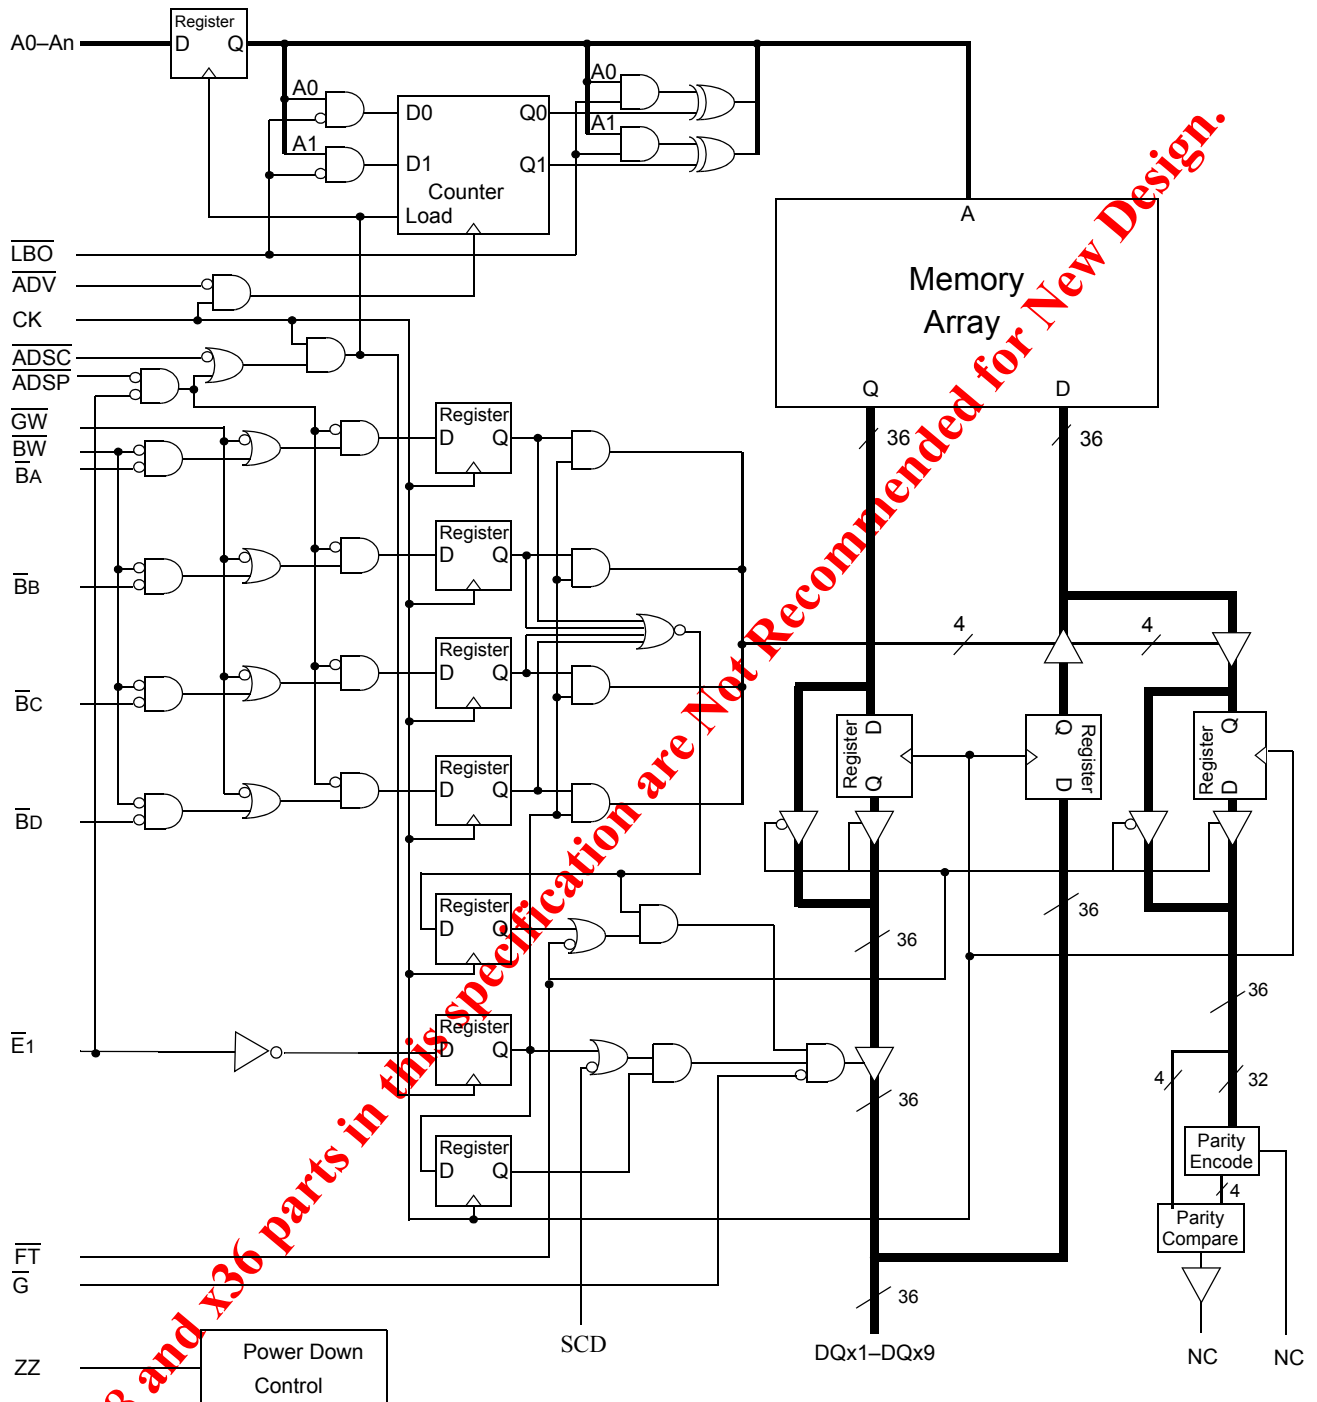 Register
A0–An
D Q
A0
A0
D0
Q0
A1
A1
D1
Q1
Counter
Load
A
LBO
ADV
Memory
CK
Array
ADSC
ADSP
Q D
GW
Register
BW
D Q
36
36
BA
Register
D Q
BB
4
4
Register
D Q
BC
Register
D
Q
Register
Q
D
Register
Q
D
Register
D Q
BD
Register
D Q
36
36
36
Register
E1
D Q
4
32
36
Register
D Q
Parity
Encode
4
Parity
Compare
FT
G
36
SCD
DQx1–DQx9
NC
NC
ZZ
Power Down
Control
8 and x36 parts in this specification are Not Recommended for New Design.